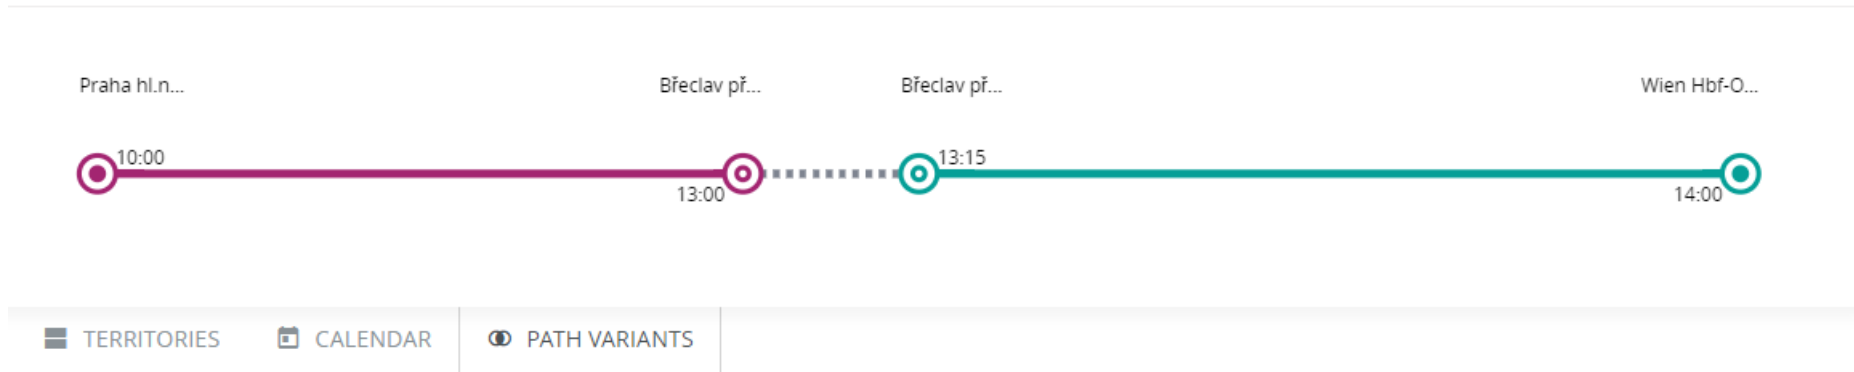 Praha hl.n...
Břeclav př...
Břeclav př...
Wien Hbf-O...
10:00
13:00
13:15
14:00
TERRITORIES
CALENDAR
PATH VARIANTS